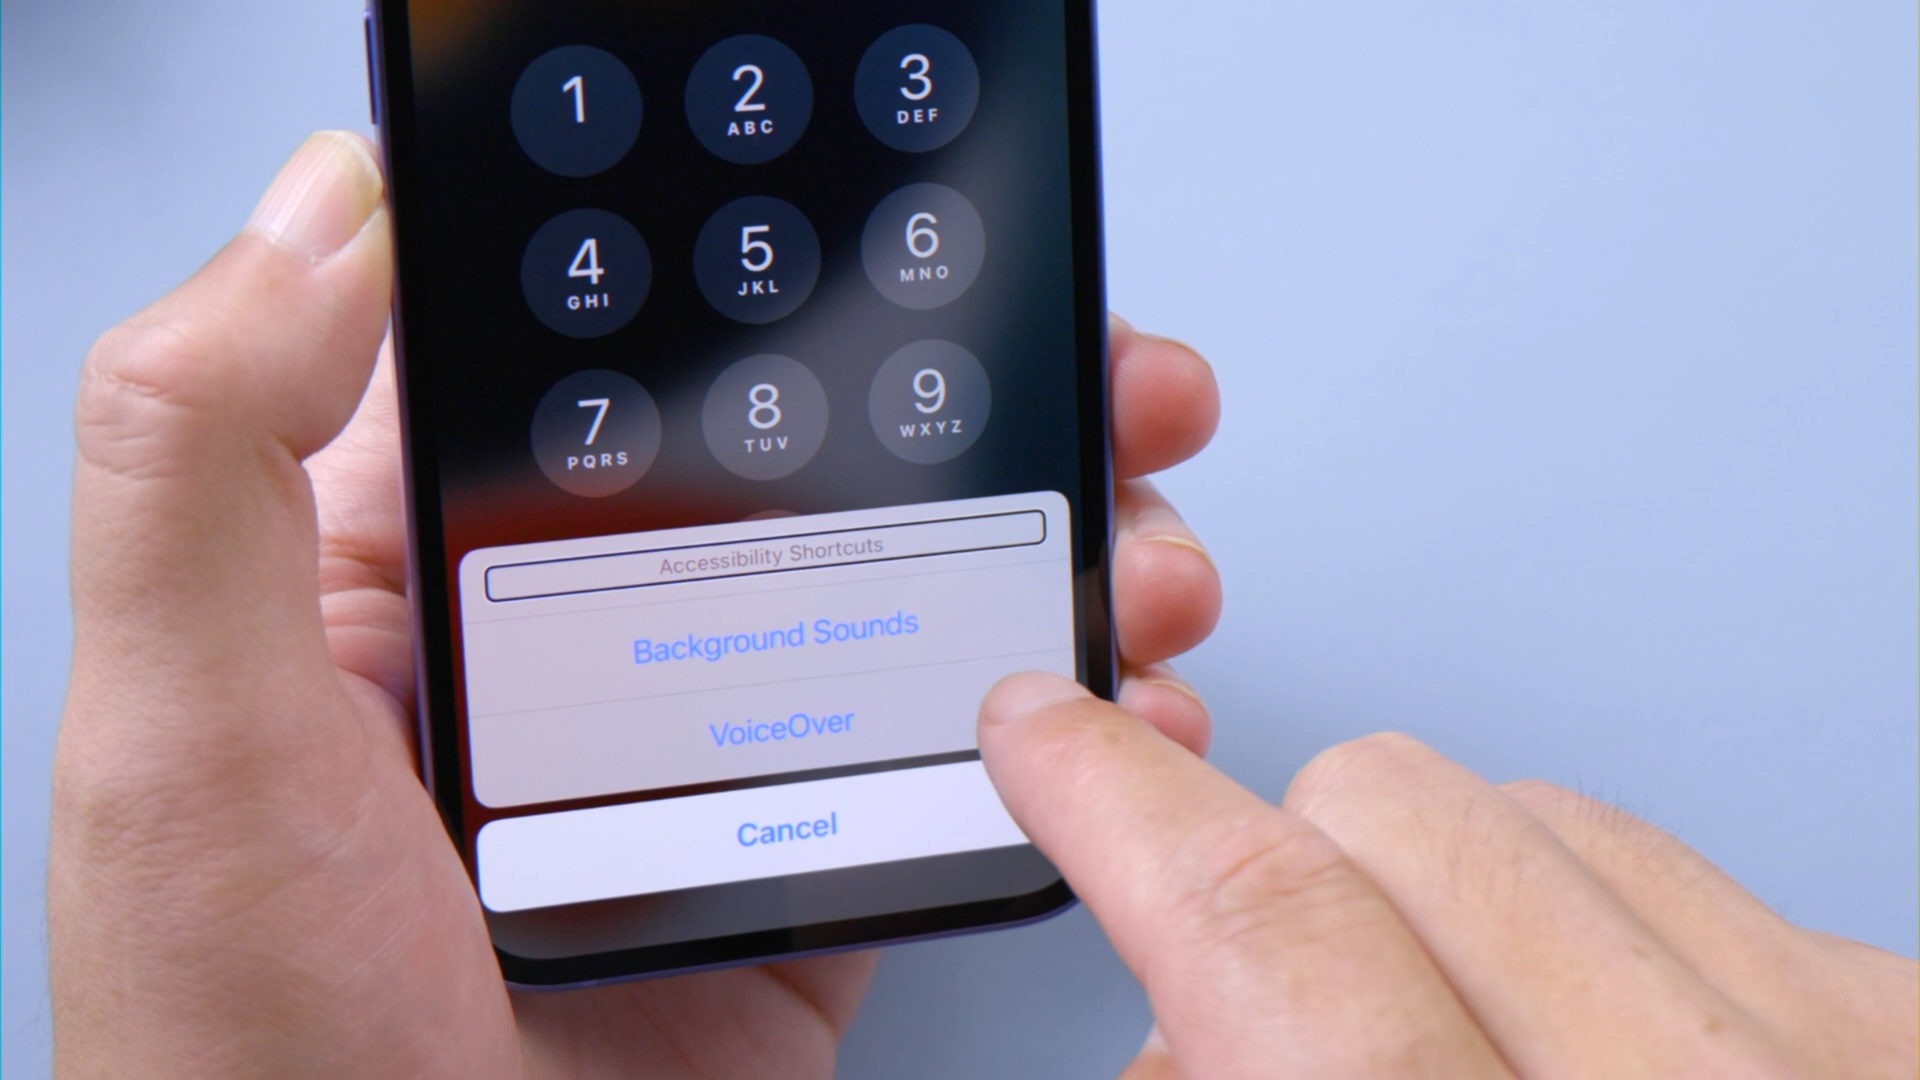 1 2 3
ABC DEF
4 5 6
GHI JKL MNO
7 8 9
PQRS TUV WXYZ
Accessibility Shortcuts
Background Sounds
VoiceOver
Cancel